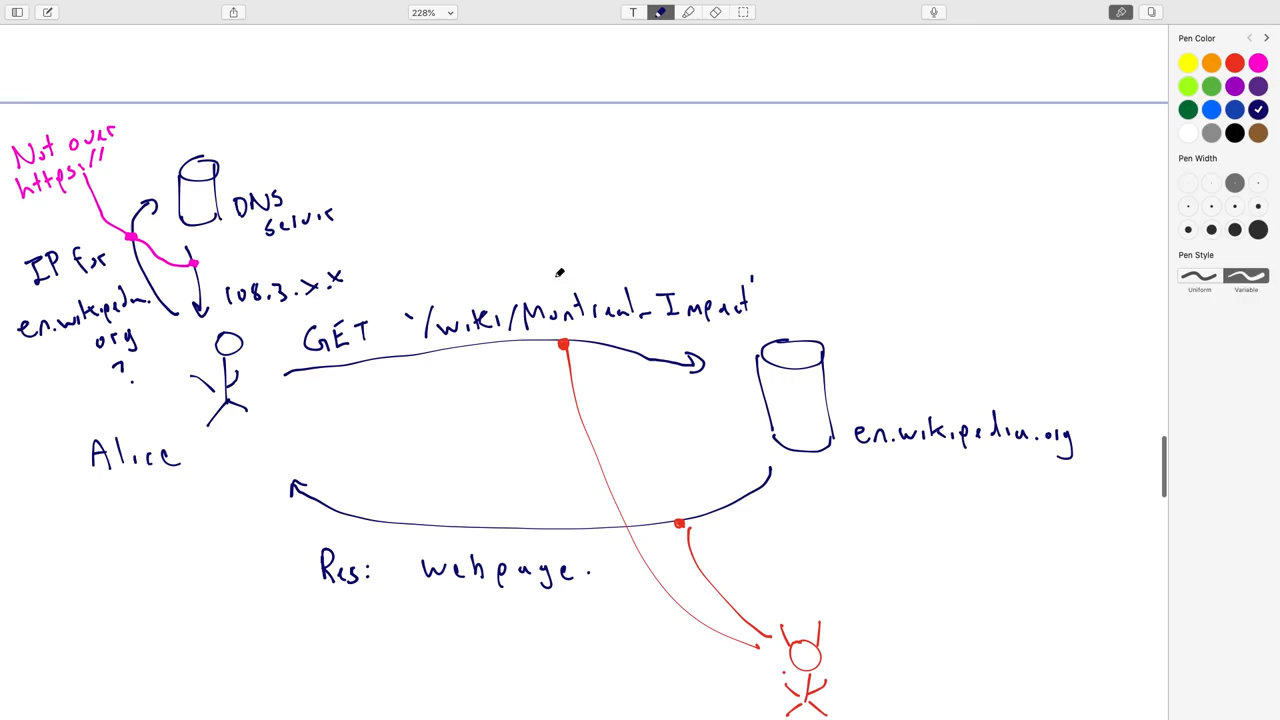 228%
T
Pen Color
Pen Width
Pen Style
Uniform
Variable
Not over
https://
DNS
Server
IP for
en.wikipedia.
org
?
108.3.x.x
GET '/wiki/Montreal_Impact'
Alice
en.wikipedia.org
Res: webpage.